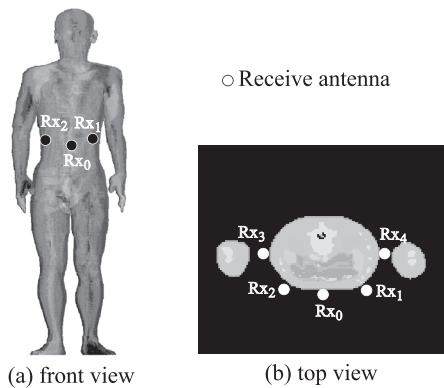 Rx2 Rx1
Rx0
Receive antenna
Rx3 Rx4
Rx2 Rx1
Rx0
(a) front view
(b) top view